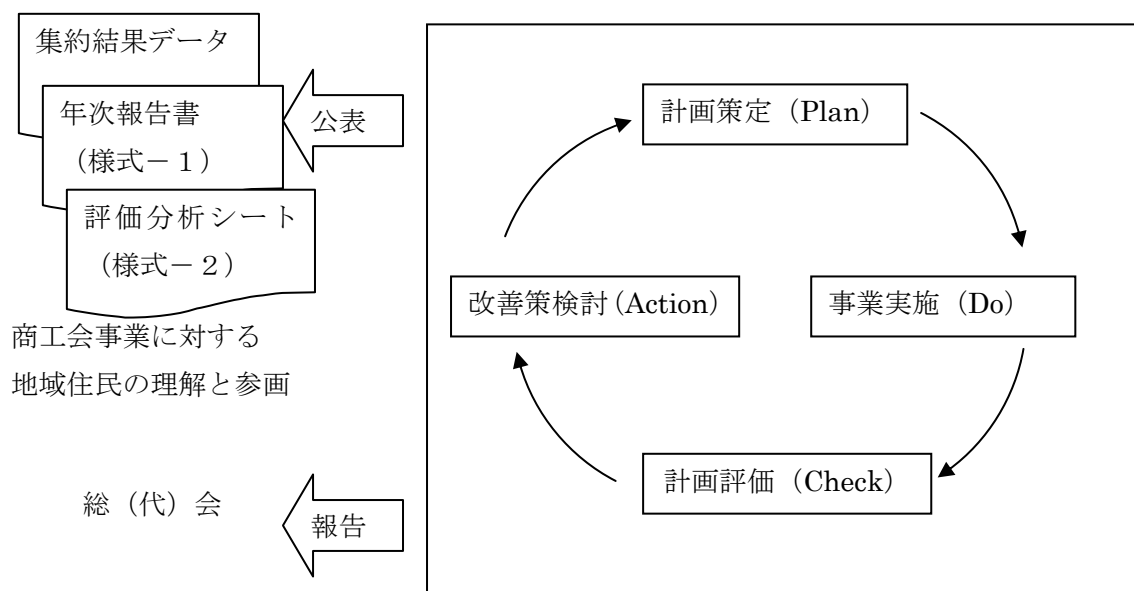 集約結果データ
年次報告書
（様式－１）
評価分析シート
（様式－２）
公表
商工会事業に対する
地域住民の理解と参画
総（代）会
報告
計画策定（Plan）
事業実施（Do）
計画評価（Check）
改善策検討（Action）